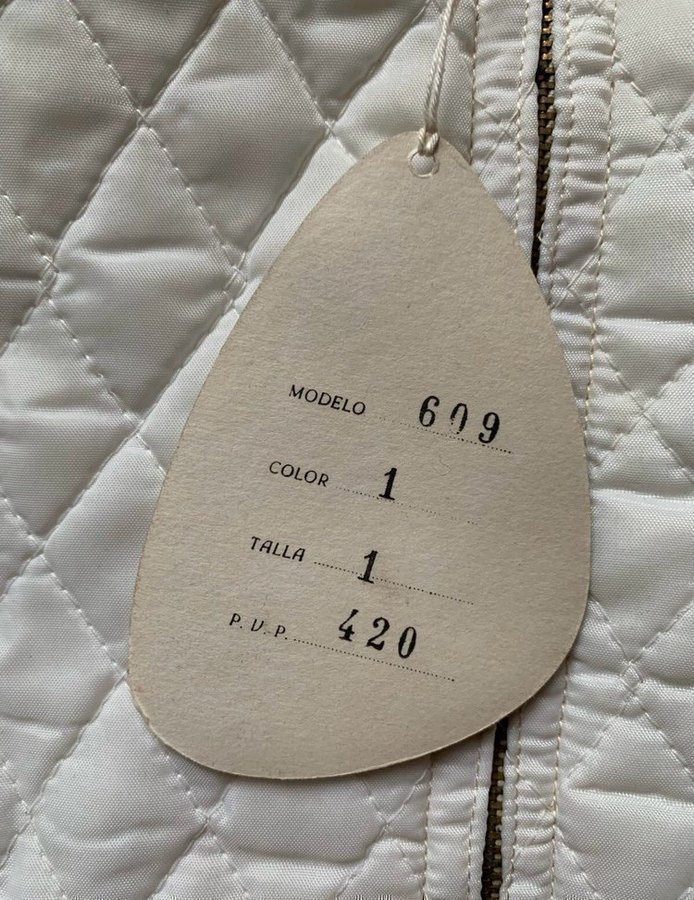 MODELO 609
COLOR 1
TALLA 1
P.V.P. 420